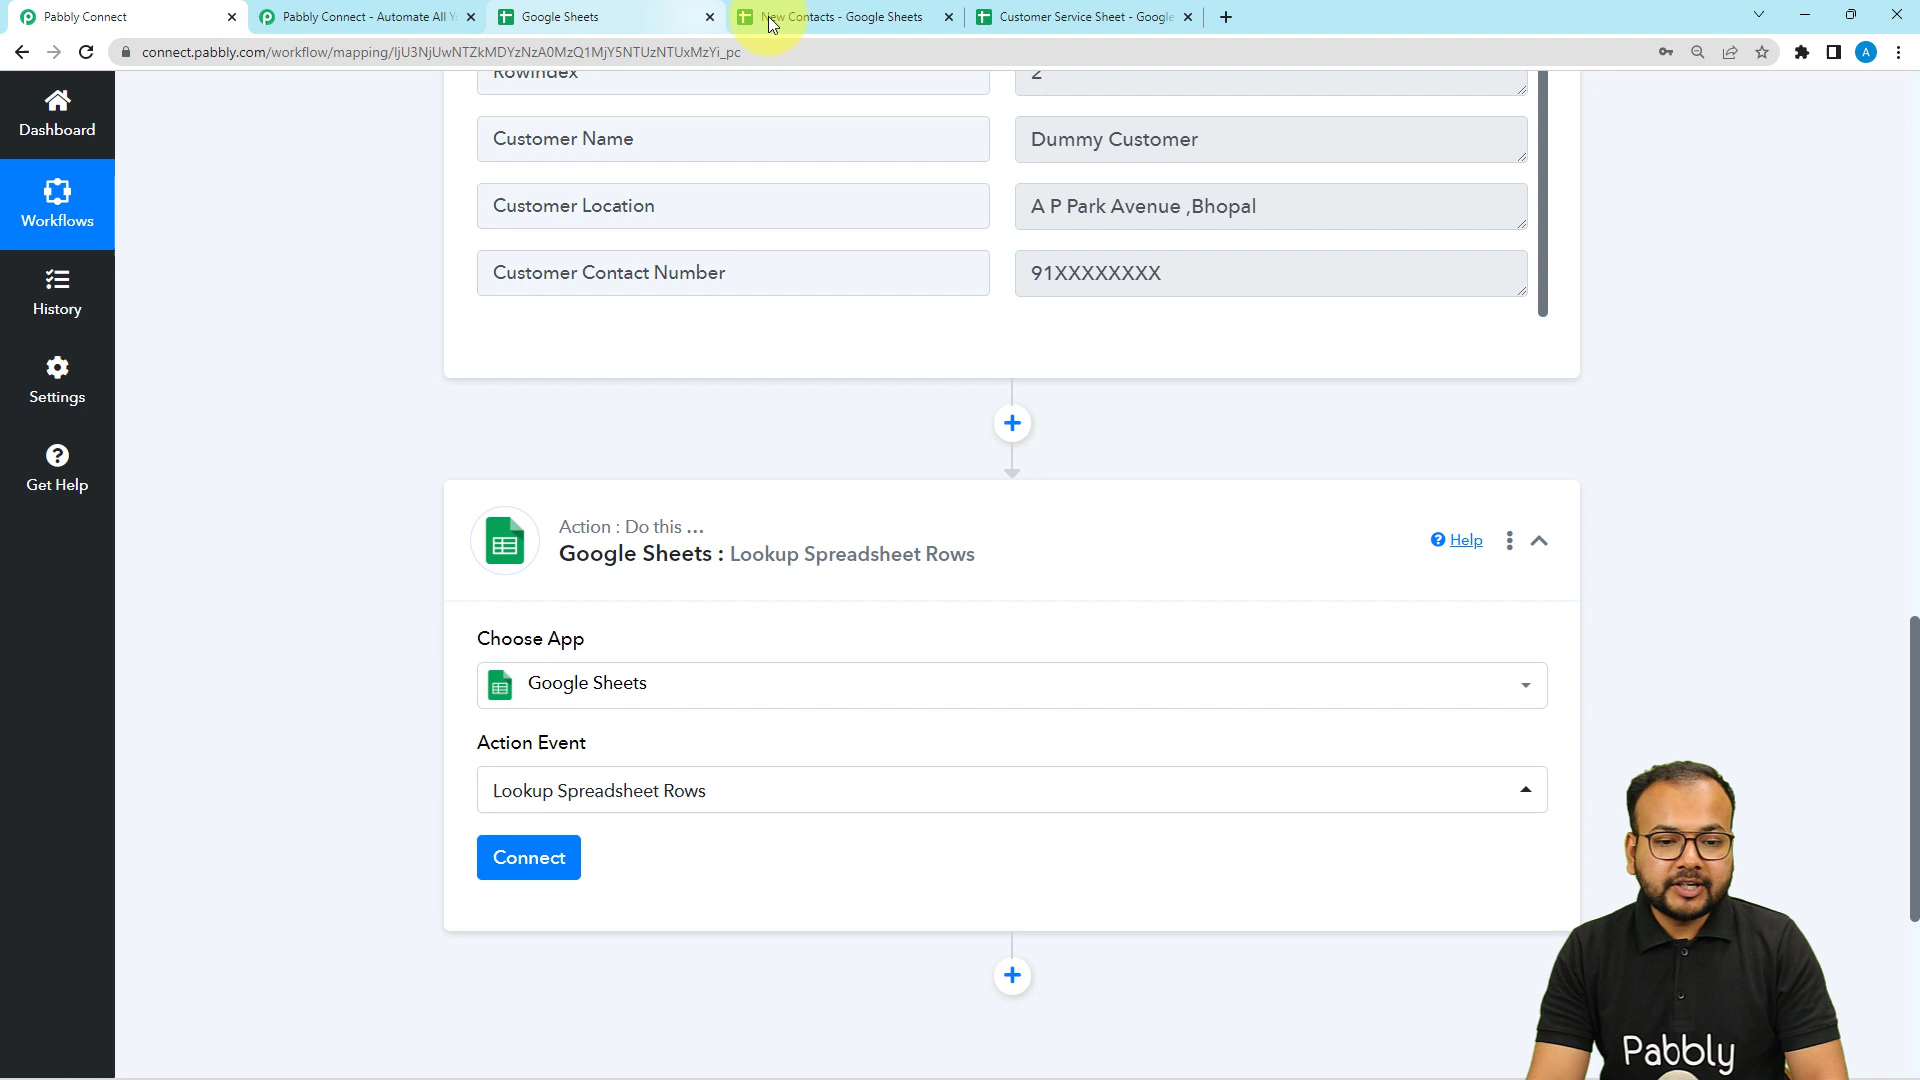 Pabbly Connect
Pabbly Connect - Automate All Y
Google Sheets
New Contacts - Google Sheets
Customer Service Sheet - Google
connect.pabbly.com/workflow/mapping/IjU3NjUwNTZkMDYzNzA0MzQ1MjY5NTUzNTUxMzYi_pc
A
Dashboard
Workflows
History
Settings
Get Help
RowIndex
2
Customer Name
Dummy Customer
Customer Location
A P Park Avenue ,Bhopal
Customer Contact Number
91XXXXXXXX
Action : Do this ...
Google Sheets : Lookup Spreadsheet Rows
Help
Choose App
Google Sheets
Action Event
Lookup Spreadsheet Rows
Connect
Pabbly